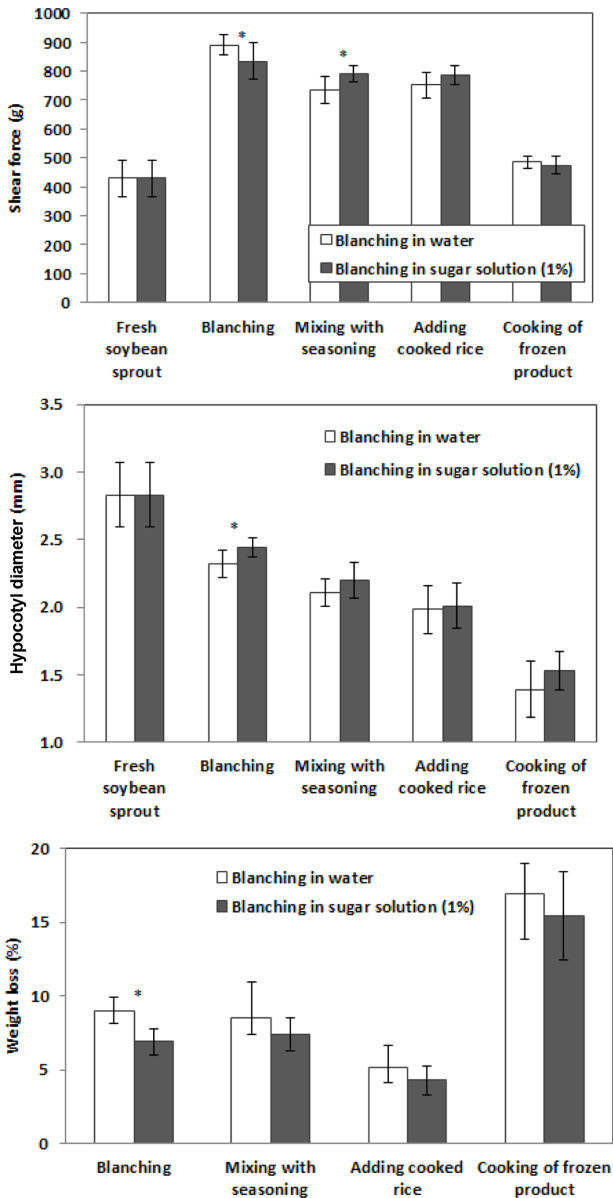 1000
900
800
700
600
500
400
300
200
100
0
Shear force (g)
*
*
Blanching in water
Blanching in sugar solution (1%)
Fresh
soybean
sprout
Blanching
Mixing with
seasoning
Adding
cooked rice
Cooking of
frozen
product
3.5
3.0
2.5
2.0
1.5
1.0
Hypocotyl diameter (mm)
Blanching in water
Blanching in sugar solution (1%)
*
Fresh
soybean
sprout
Blanching
Mixing with
seasoning
Adding
cooked rice
Cooking of
frozen
product
20
15
10
5
0
Weight loss (%)
Blanching in water
Blanching in sugar solution (1%)
*
Blanching
Mixing with
seasoning
Adding cooked
rice
Cooking of frozen
product